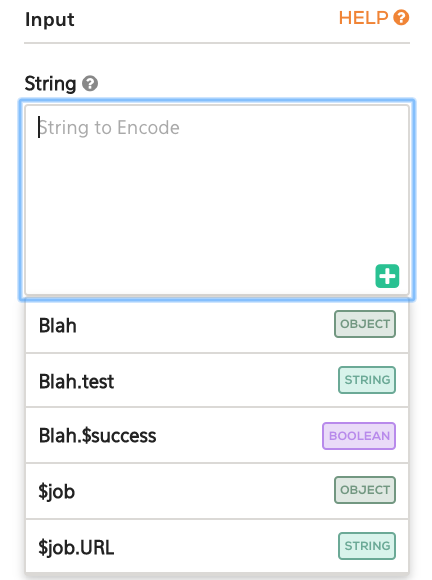 Input HELP ?
String ?
String to Encode
Blah OBJECT
Blah.test STRING
Blah.$success BOOLEAN
$job OBJECT
$job.URL STRING